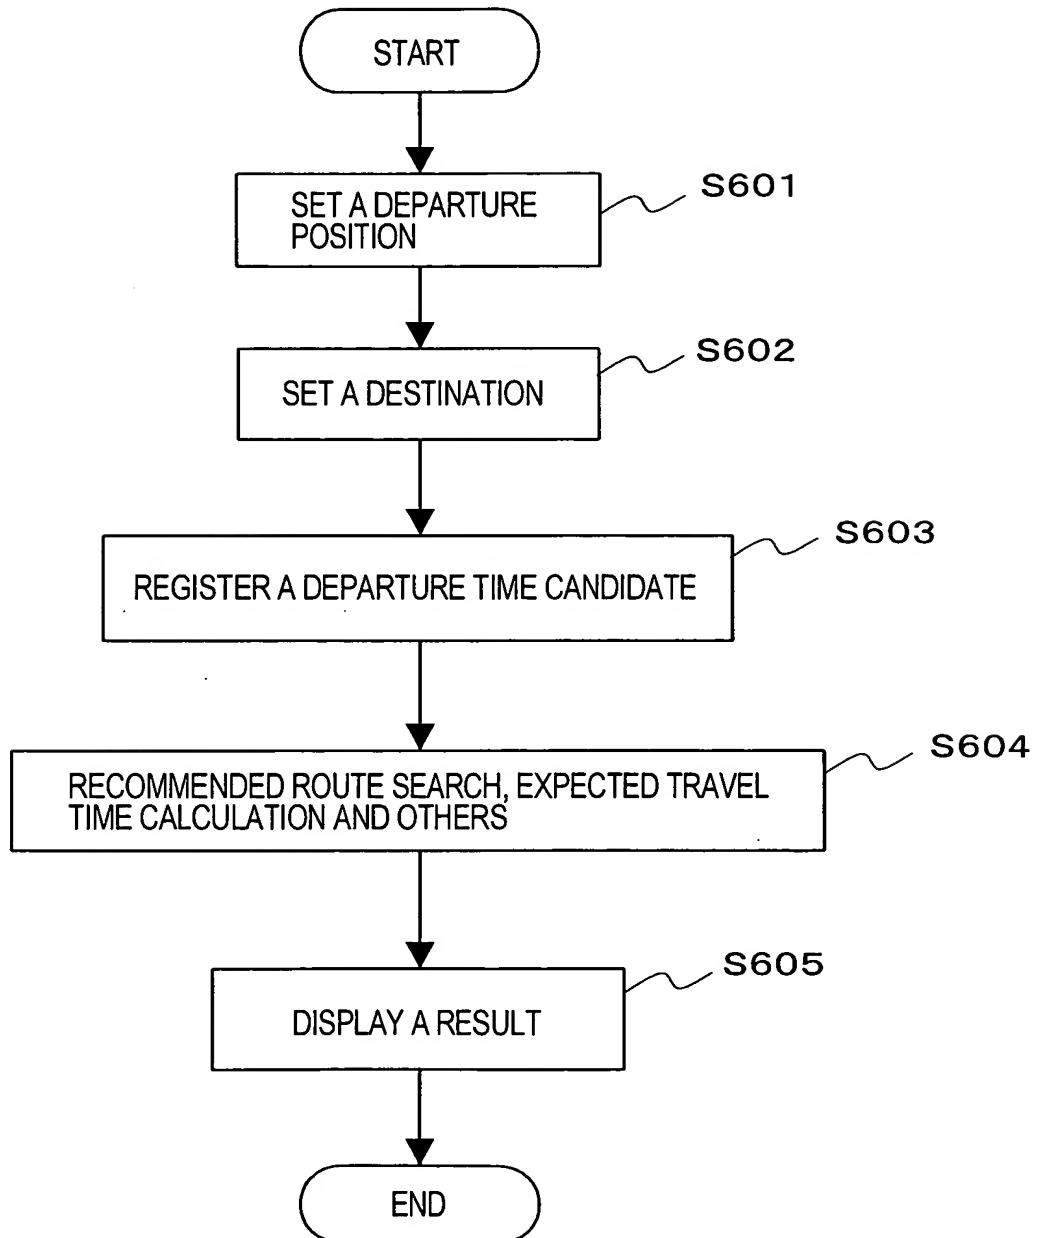 START
S601
SET A DEPARTURE
POSITION
S602
SET A DESTINATION
S603
REGISTER A DEPARTURE TIME CANDIDATE
S604
RECOMMENDED ROUTE SEARCH, EXPECTED TRAVEL
TIME CALCULATION AND OTHERS
S605
DISPLAY A RESULT
END